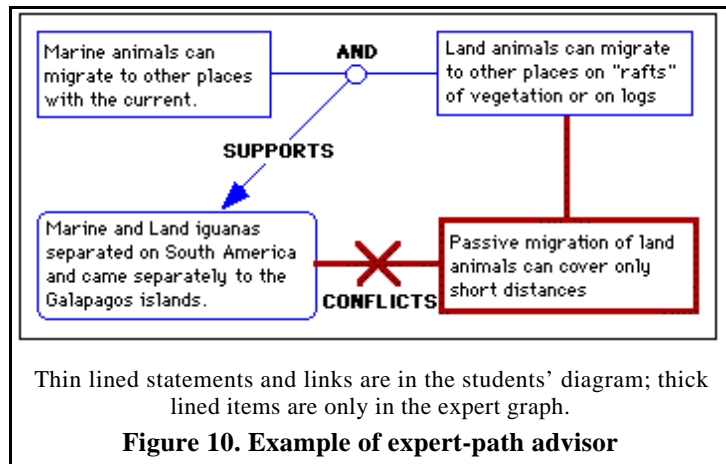 Marine animals can
migrate to other places
with the current.
AND
Land animals can migrate
to other places on "rafts"
of vegetation or on logs
SUPPORTS
Marine and Land iguanas
separated on South America
and came separately to the
Galapagos islands.
CONFLICTS
Passive migration of land
animals can cover only
short distances
Thin lined statements and links are in the students’ diagram; thick
lined items are only in the expert graph.
Figure 10. Example of expert-path advisor